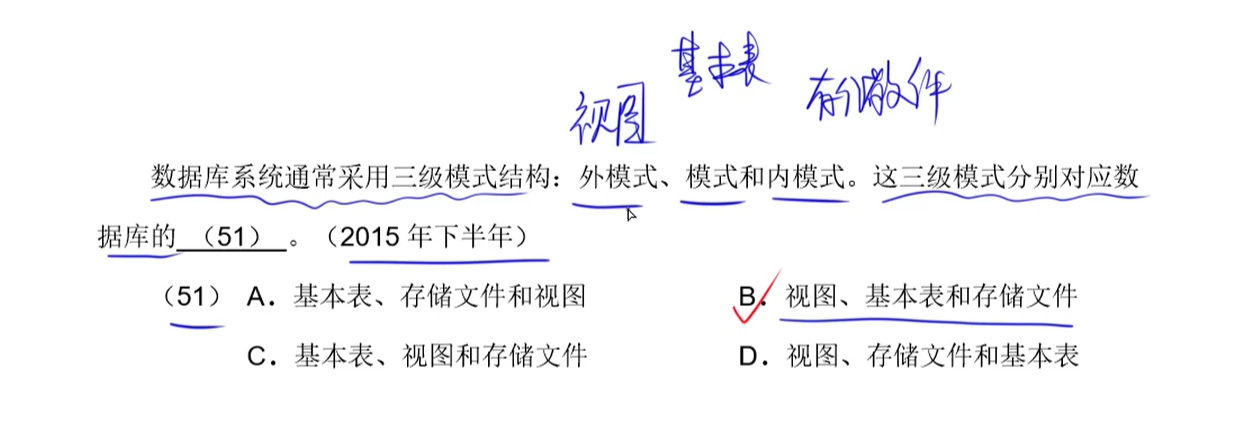 基本表
视图
文件
数据库系统通常采用三级模式结构：外模式、模式和内模式。这三级模式分别对应数
据库的（51）。（2015年下半年）
（51） A．基本表、存储文件和视图 B．视图、基本表和存储文件
C．基本表、视图和存储文件 D．视图、存储文件和基本表